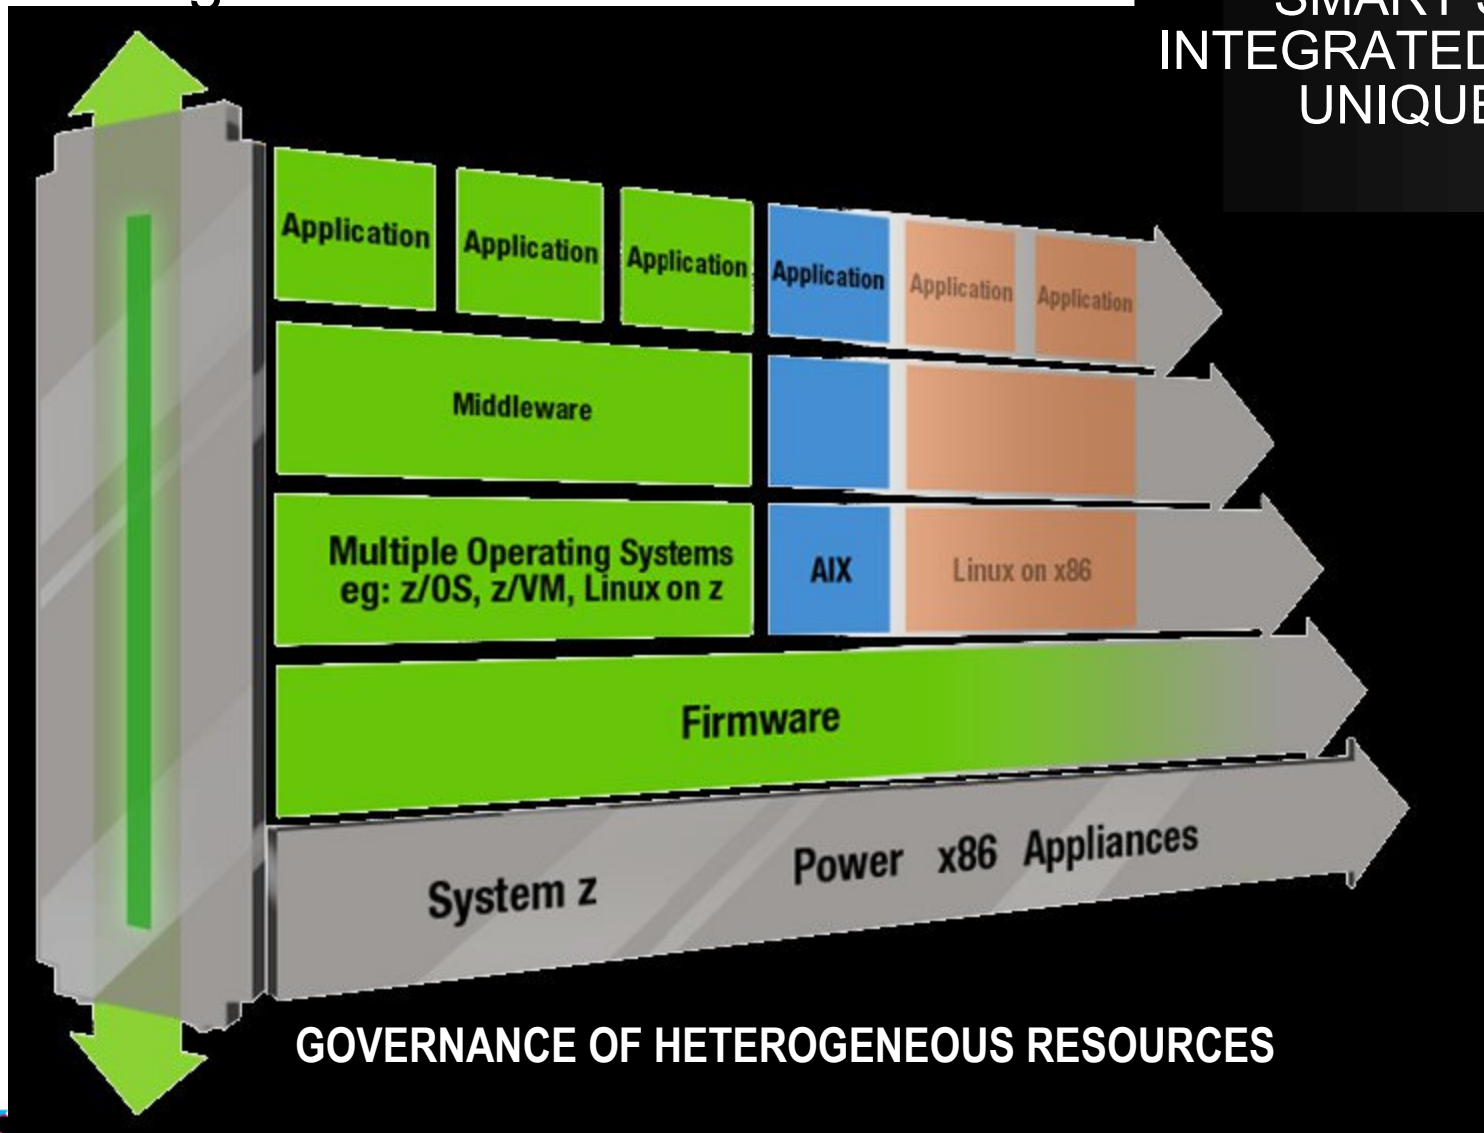 INTEGRATED
UNIQUE
Application
Application
Application
Application
Application
Application
Middleware
Multiple Operating Systems
eg: z/OS, z/VM, Linux on z
AIX
Linux on x86
Firmware
System z
Power x86 Appliances
GOVERNANCE OF HETEROGENEOUS RESOURCES